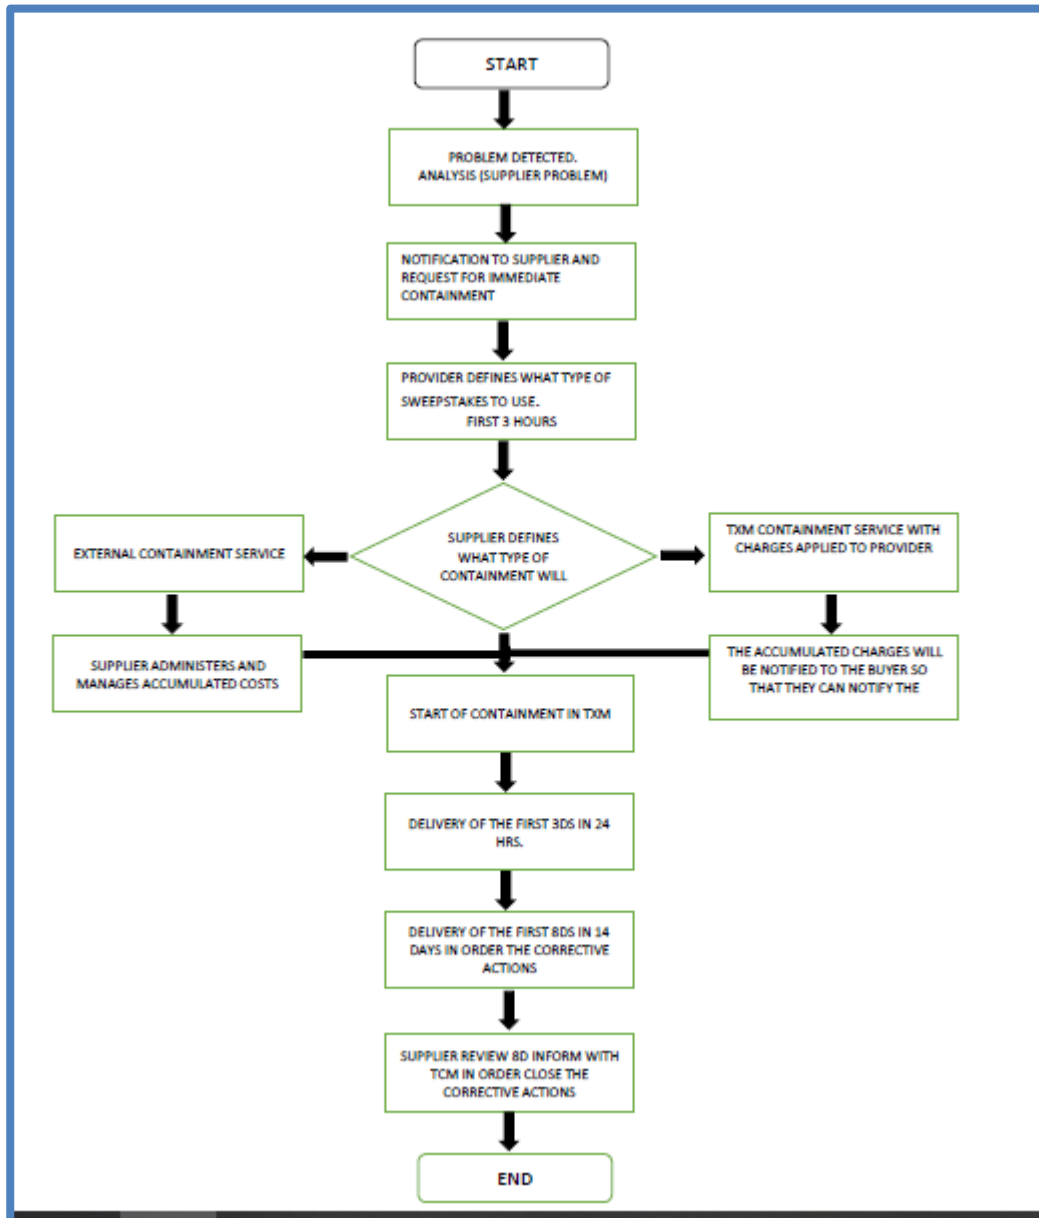 START
PROBLEM DETECTED.
ANALYSIS (SUPPLIER PROBLEM)
NOTIFICATION TO SUPPLIER AND
REQUEST FOR IMMEDIATE
CONTAINMENT
PROVIDER DEFINES WHAT TYPE OF
SWEEPSTAKES TO USE.
FIRST 3 HOURS
SUPPLIER DEFINES
WHAT TYPE OF
CONTAINMENT WILL
EXTERNAL CONTAINMENT SERVICE
TXM CONTAINMENT SERVICE WITH
CHARGES APPLIED TO PROVIDER
SUPPLIER ADMINISTERS AND
MANAGES ACCUMULATED COSTS
THE ACCUMULATED CHARGES WILL
BE NOTIFIED TO THE BUYER SO
THAT THEY CAN NOTIFY THE
START OF CONTAINMENT IN TXM
DELIVERY OF THE FIRST 3DS IN 24
HRS.
DELIVERY OF THE FIRST 8DS IN 14
DAYS IN ORDER THE CORRECTIVE
ACTIONS
SUPPLIER REVIEW 8D INFORM WITH
TCM IN ORDER CLOSE THE
CORRECTIVE ACTIONS
END